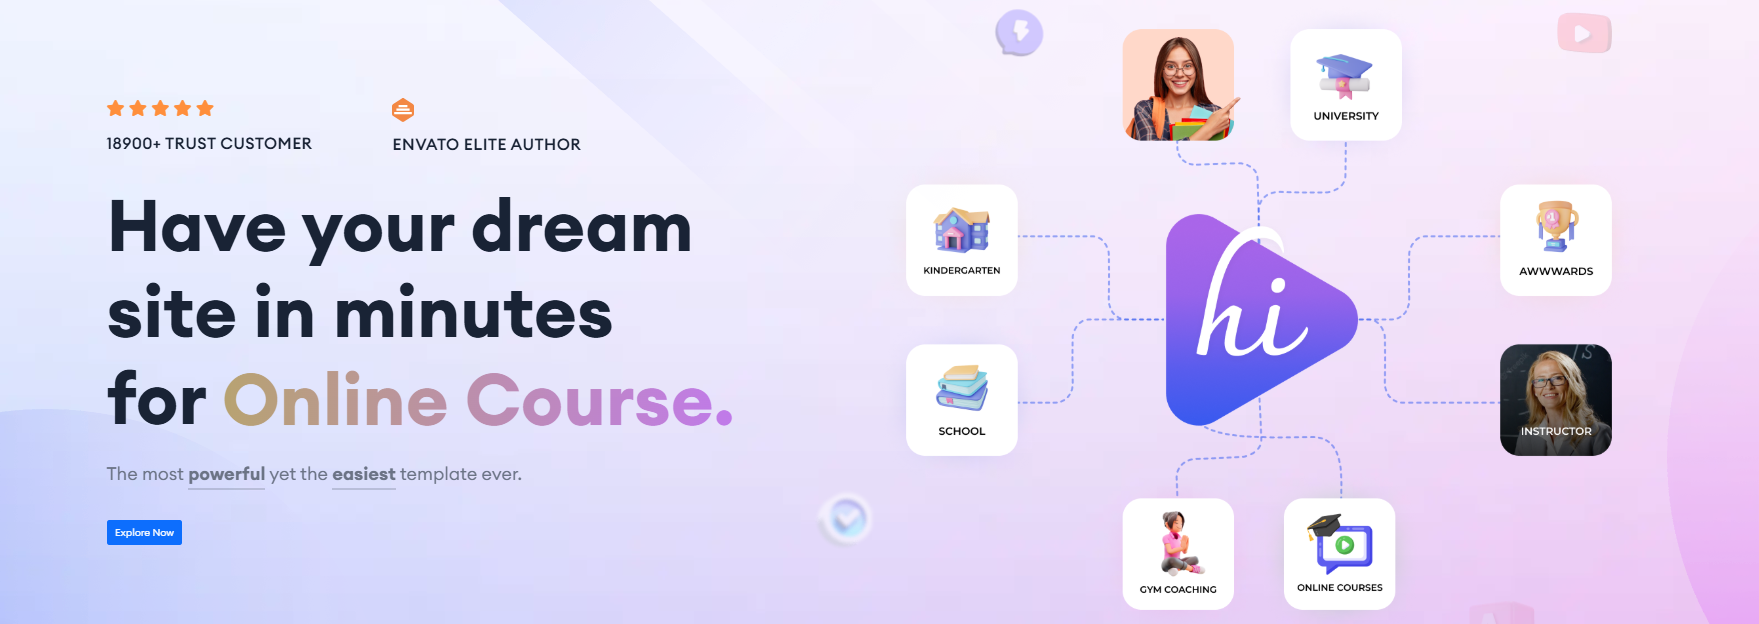 18900+ TRUST CUSTOMER
ENVATO ELITE AUTHOR
Have your dream
site in minutes
for Online Course.
The most powerful yet the easiest template ever.
Explore Now
UNIVERSITY
KINDERGARTEN
AWWWARDS
hi
SCHOOL
INSTRUCTOR
GYM COACHING
ONLINE COURSES